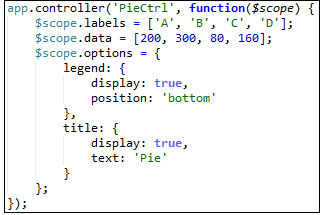 app.controller('PieCtrl', function($scope) {
    $scope.labels = ['A', 'B', 'C', 'D'];
    $scope.data = [200, 300, 80, 160];
    $scope.options = {
        legend: {
            display: true,
            position: 'bottom'
        },
        title: {
            display: true,
            text: 'Pie'
        }
    };
});